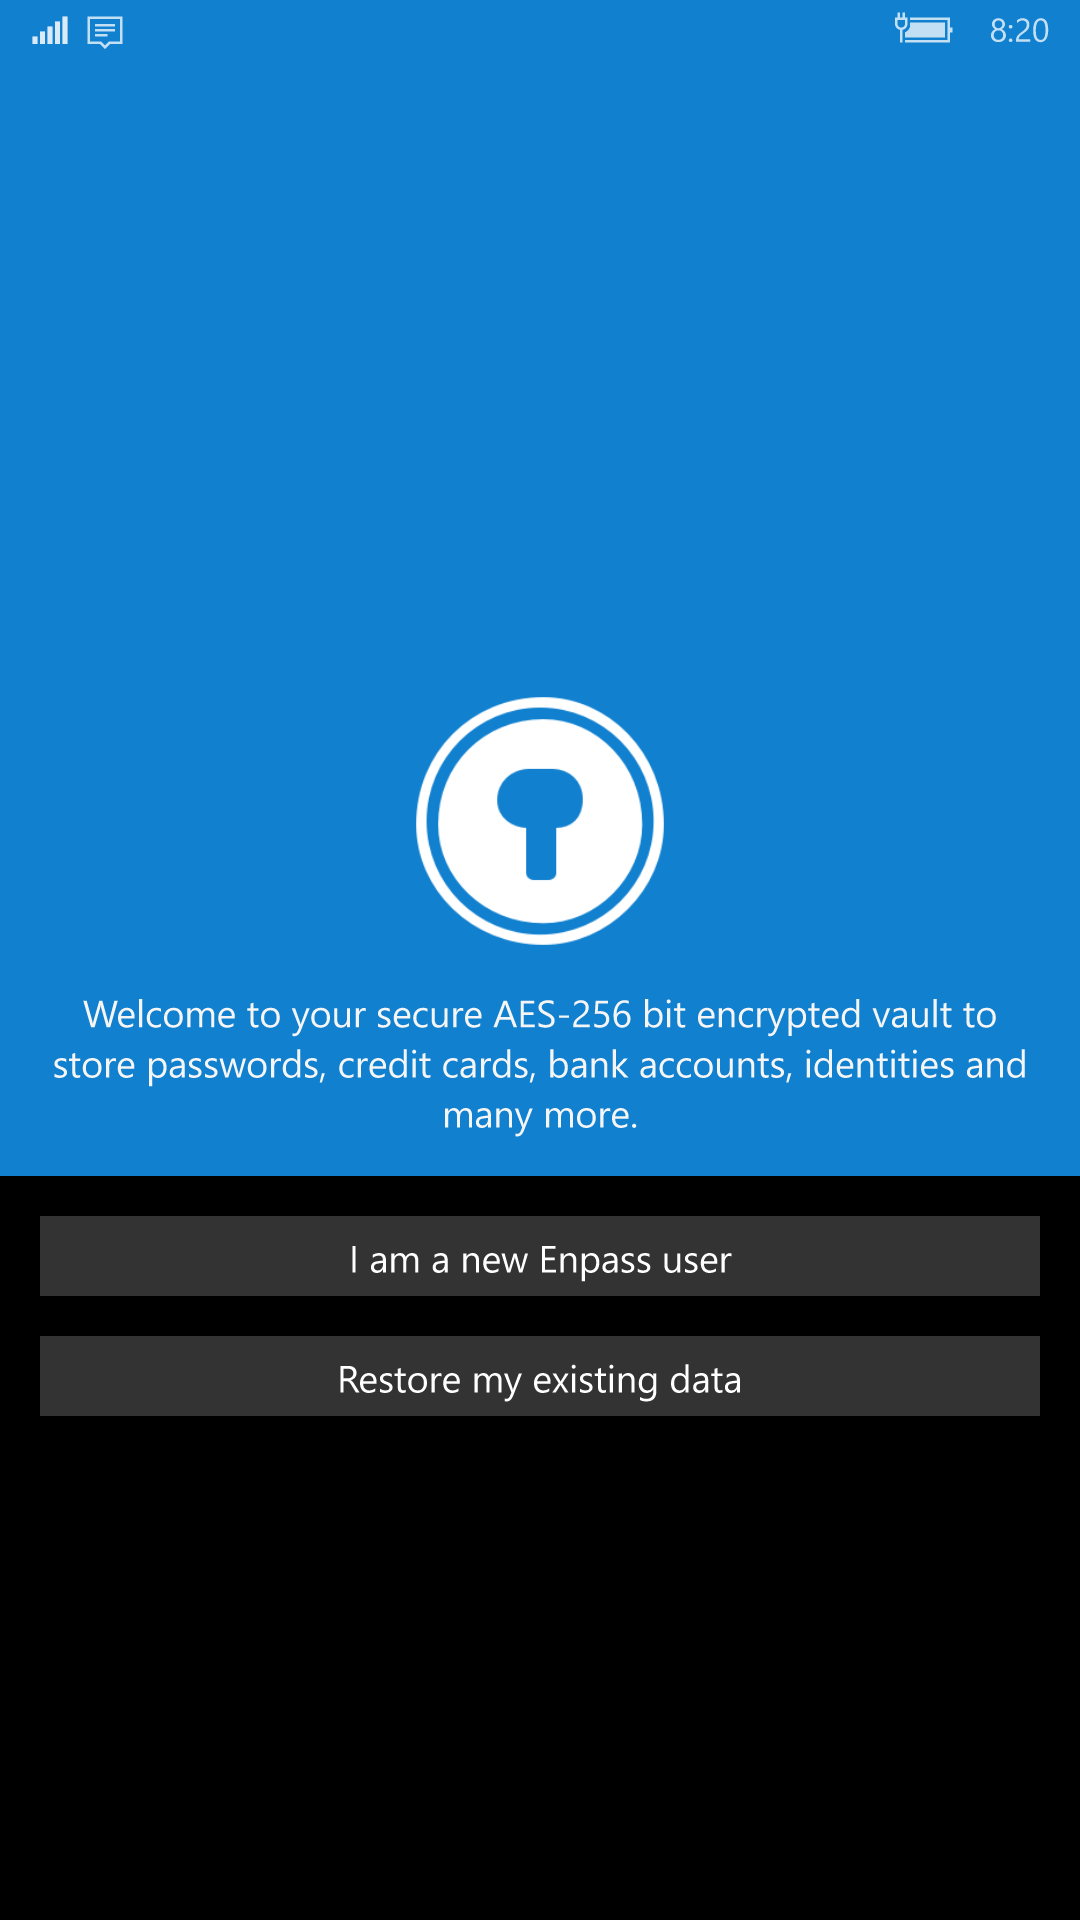 8:20
Welcome to your secure AES-256 bit encrypted vault to
store passwords, credit cards, bank accounts, identities and
many more.
I am a new Enpass user
Restore my existing data